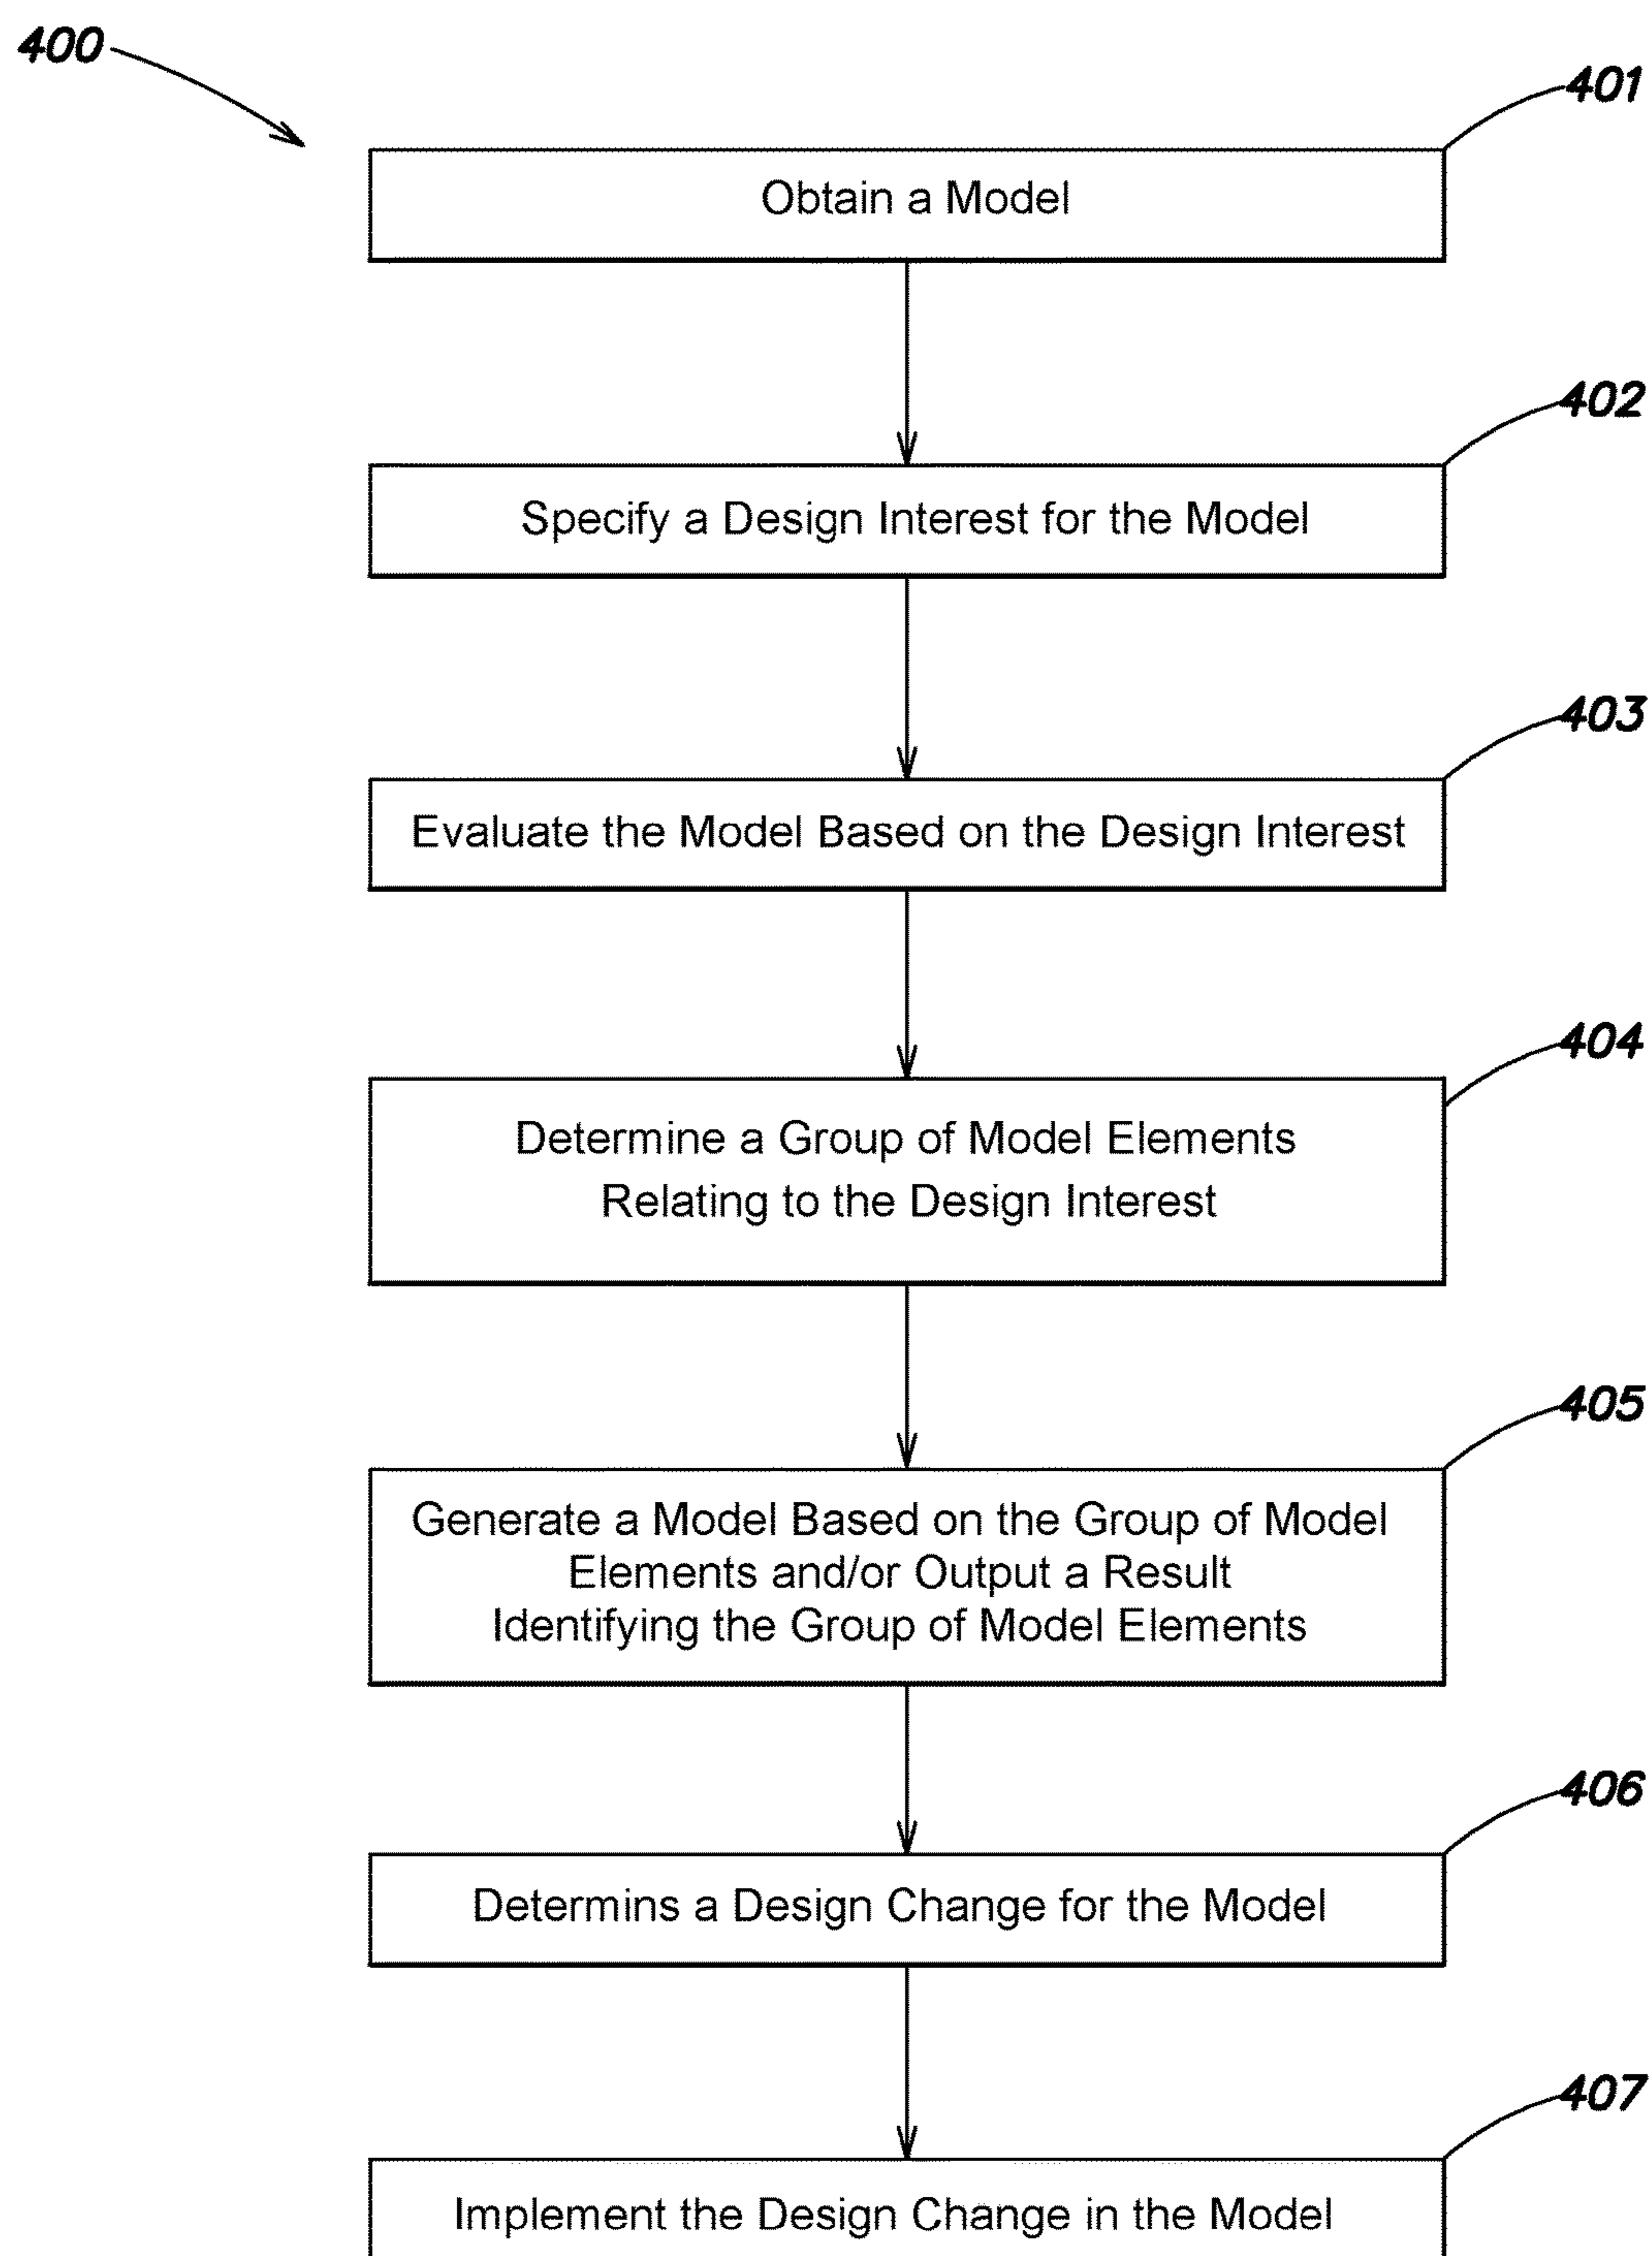 400
401
Obtain a Model
402
Specify a Design Interest for the Model
403
Evaluate the Model Based on the Design Interest
404
Determine a Group of Model Elements
Relating to the Design Interest
405
Generate a Model Based on the Group of Model
Elements and/or Output a Result
Identifying the Group of Model Elements
406
Determins a Design Change for the Model
407
Implement the Design Change in the Model